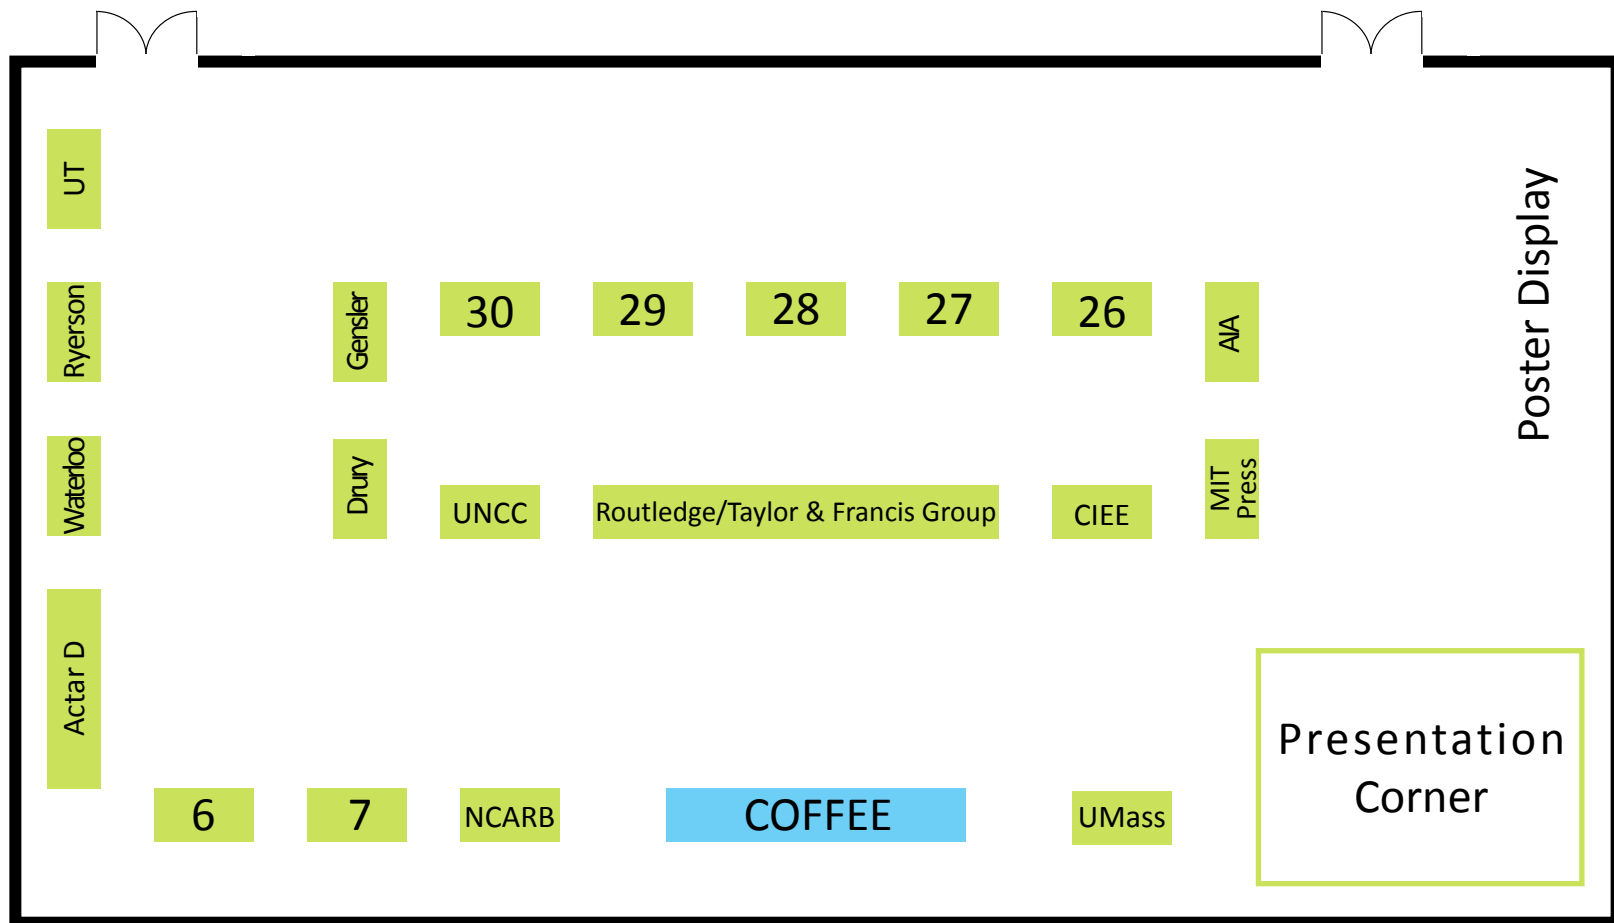 UT
Poster Display
Ryerson
Gensler
30
29
28
27
26
AIA
Waterloo
Drury
UNCC
Routledge/Taylor & Francis Group
CIEE
MIT
Press
Actar D
Presentation
Corner
6
7
NCARB
COFFEE
UMass